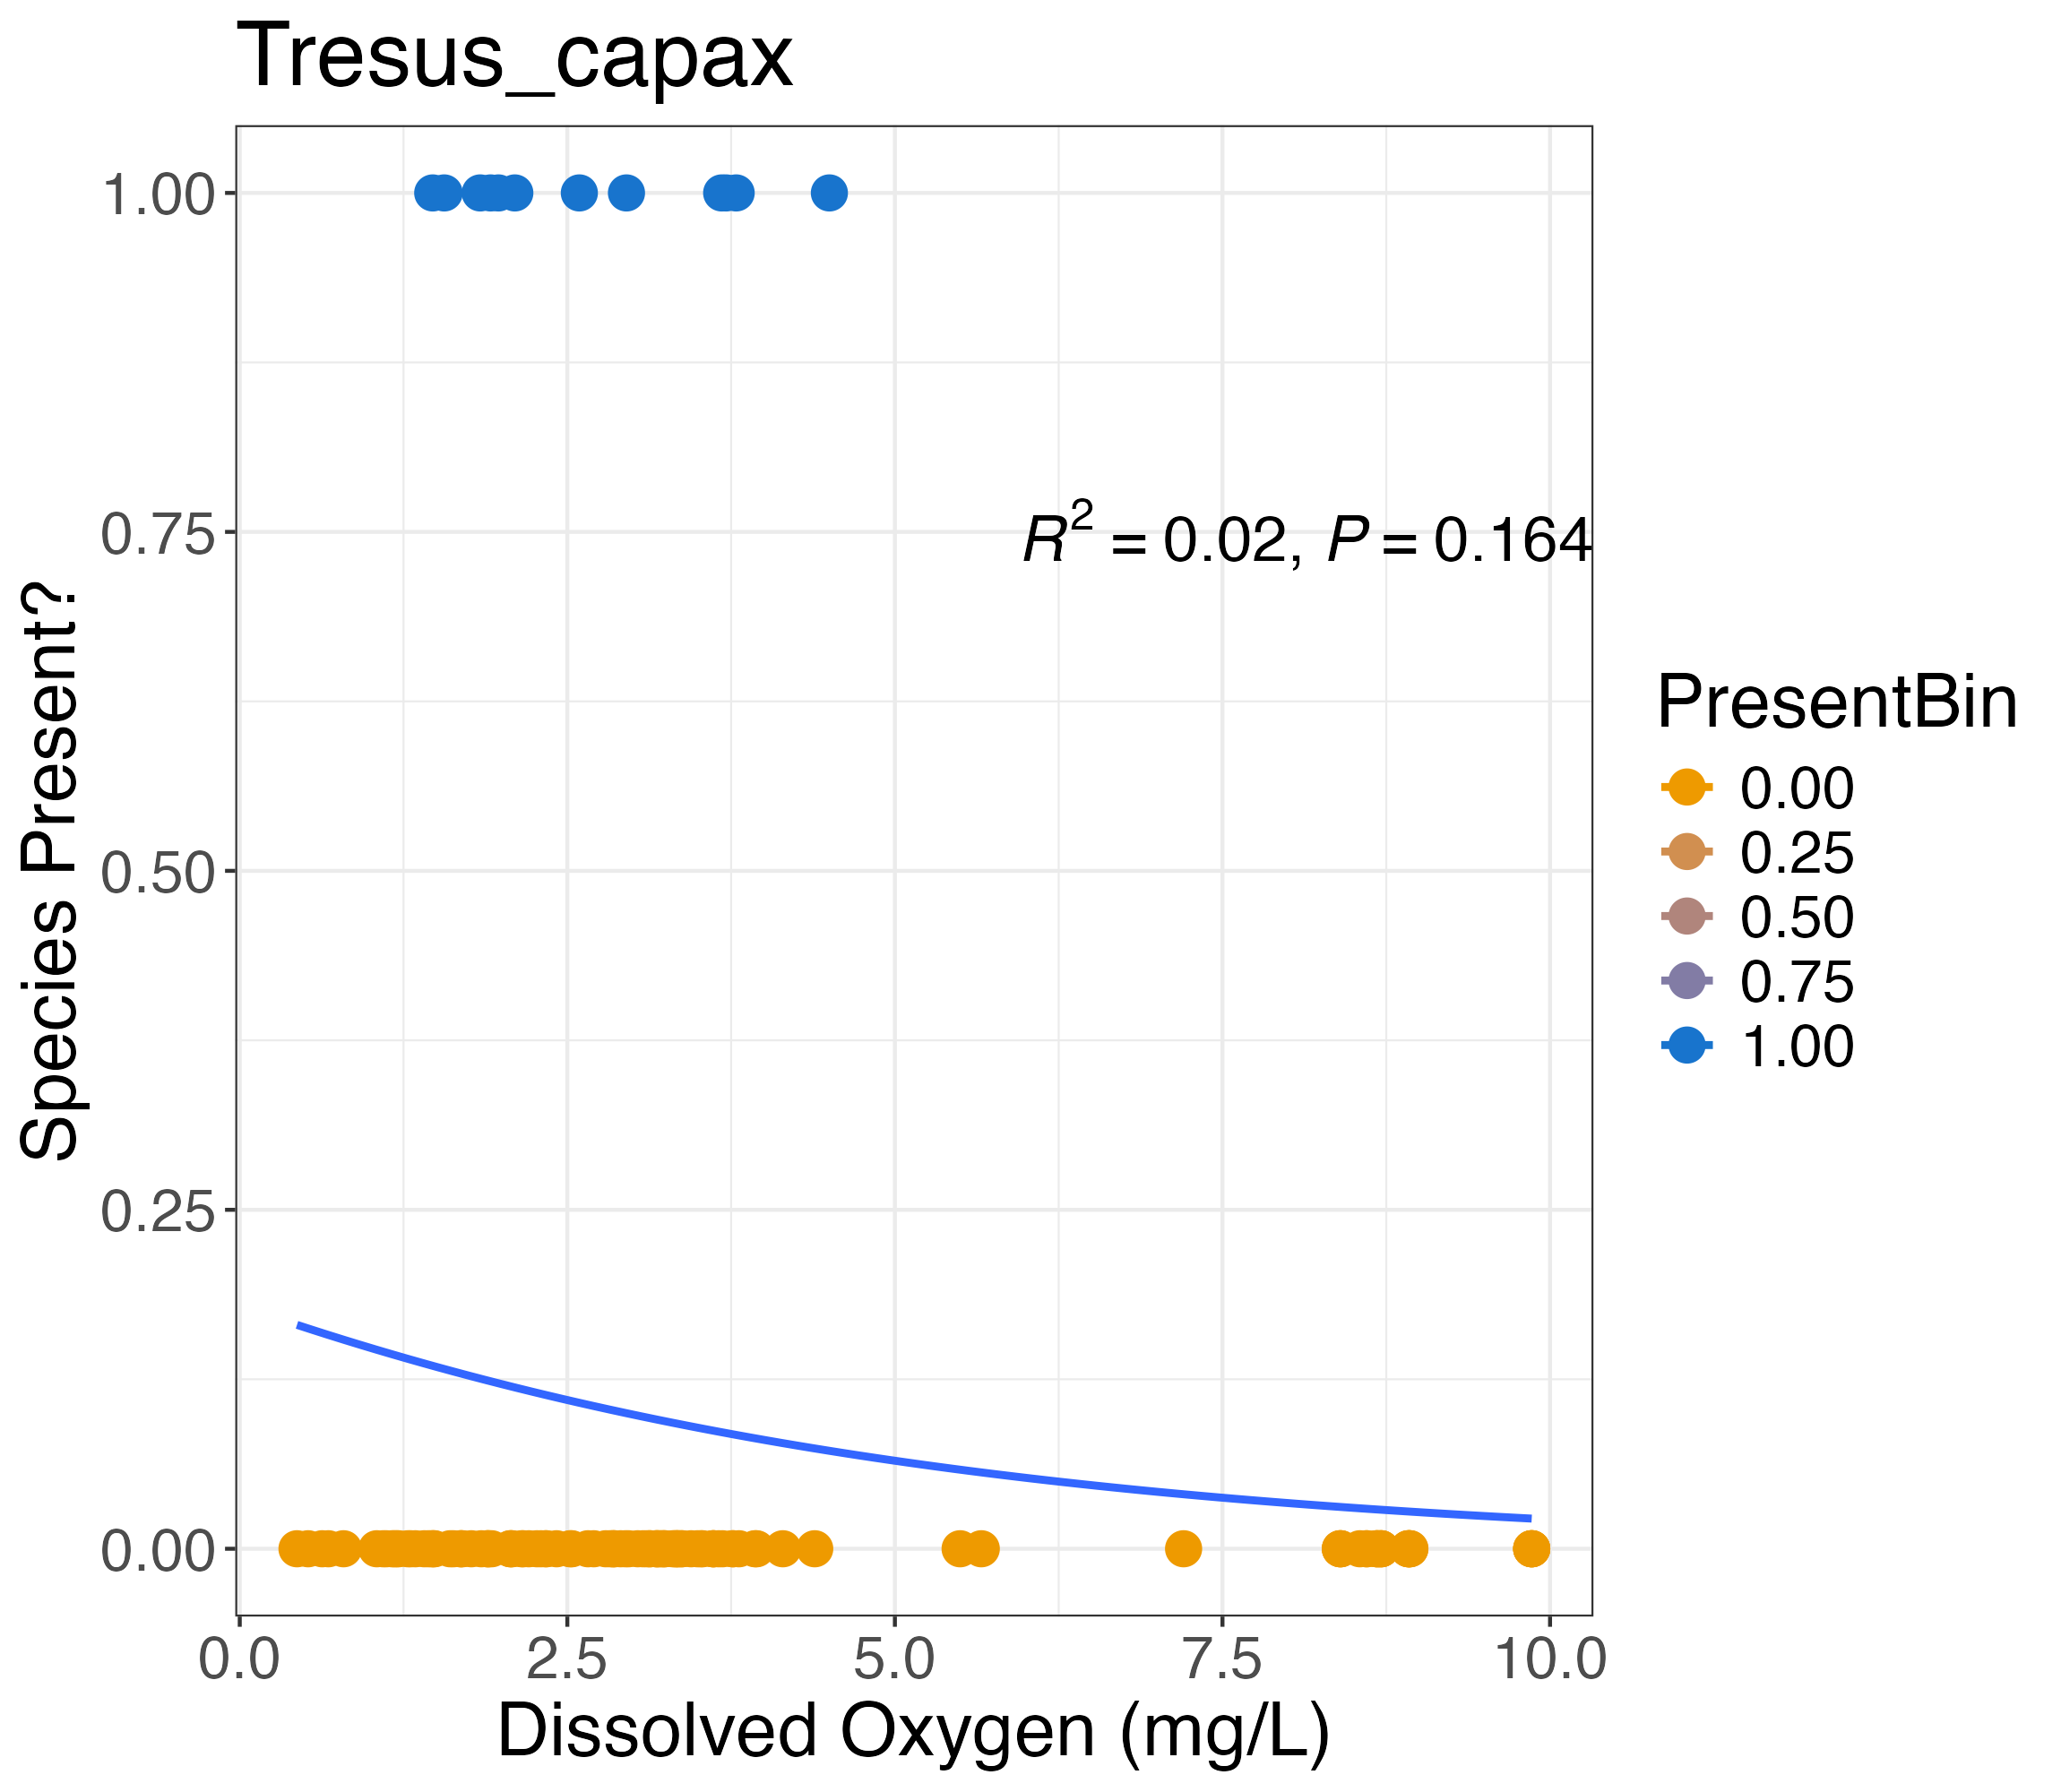 Tresus_capax
1.00
0.75
0.50
0.25
0.00
Species Present?
R² = 0.02, P = 0.164
0.0 2.5 5.0 7.5 10.0
Dissolved Oxygen (mg/L)
PresentBin
0.00
0.25
0.50
0.75
1.00